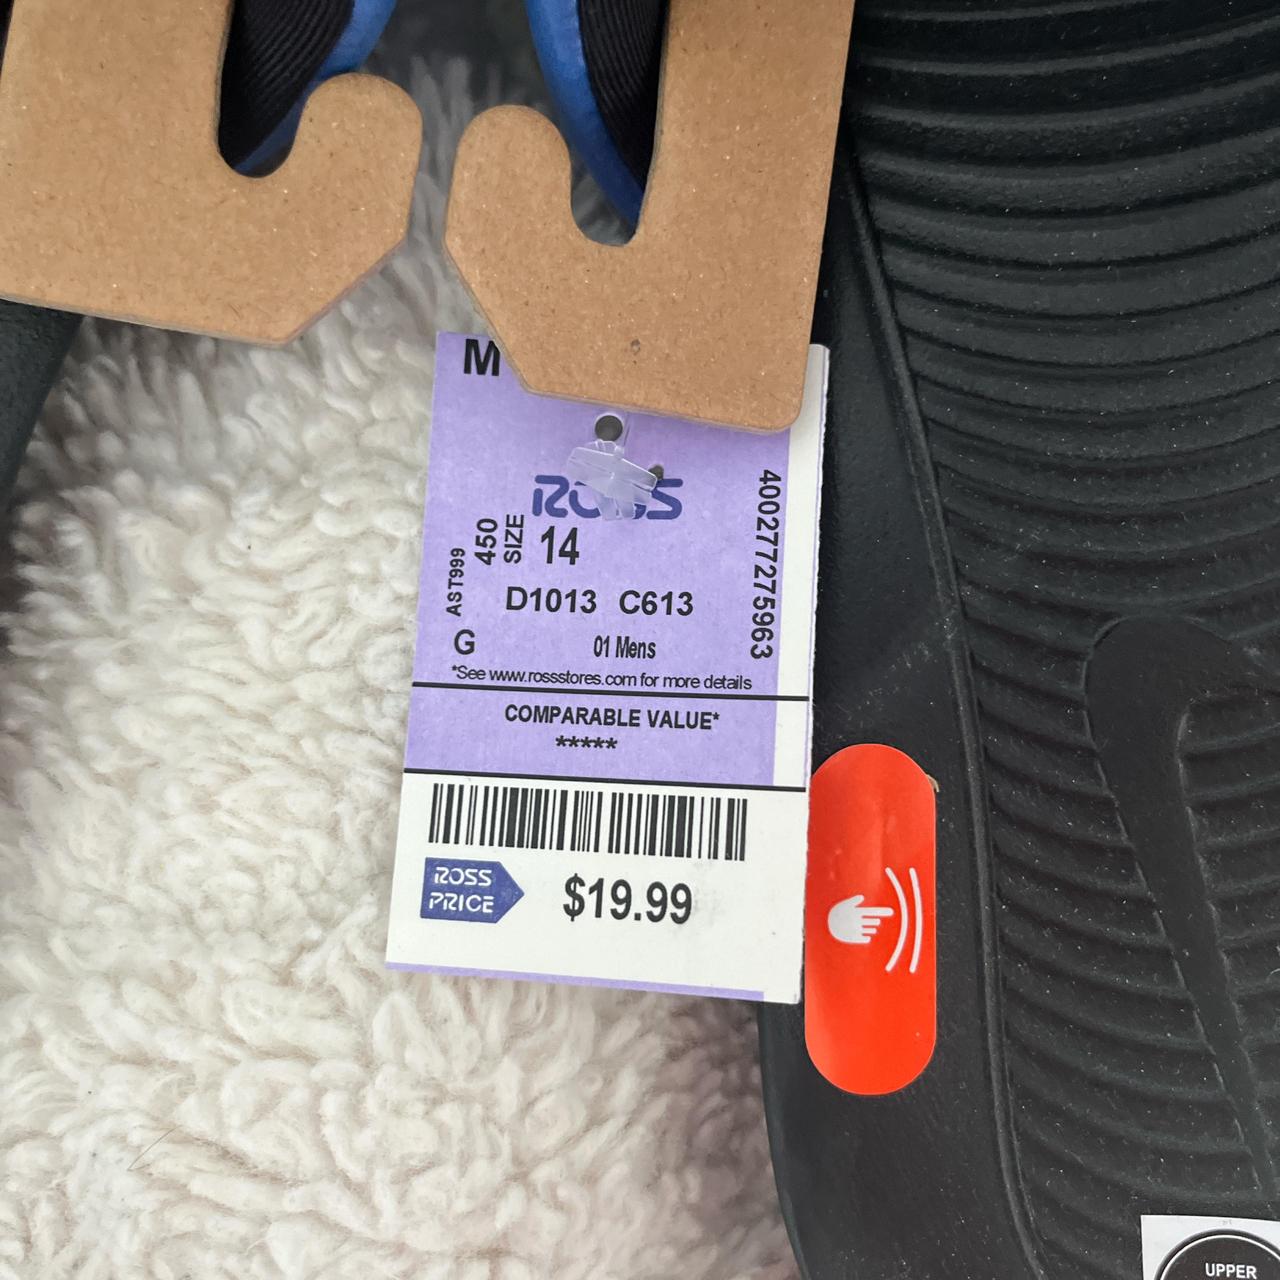 M
ROSS
AST999
450
SIZE
14
D1013 C613
G
01 Mens
400277275963
*See www.rossstores.com for more details
COMPARABLE VALUE*
*****
ROSS
PRICE
$19.99
UPPER